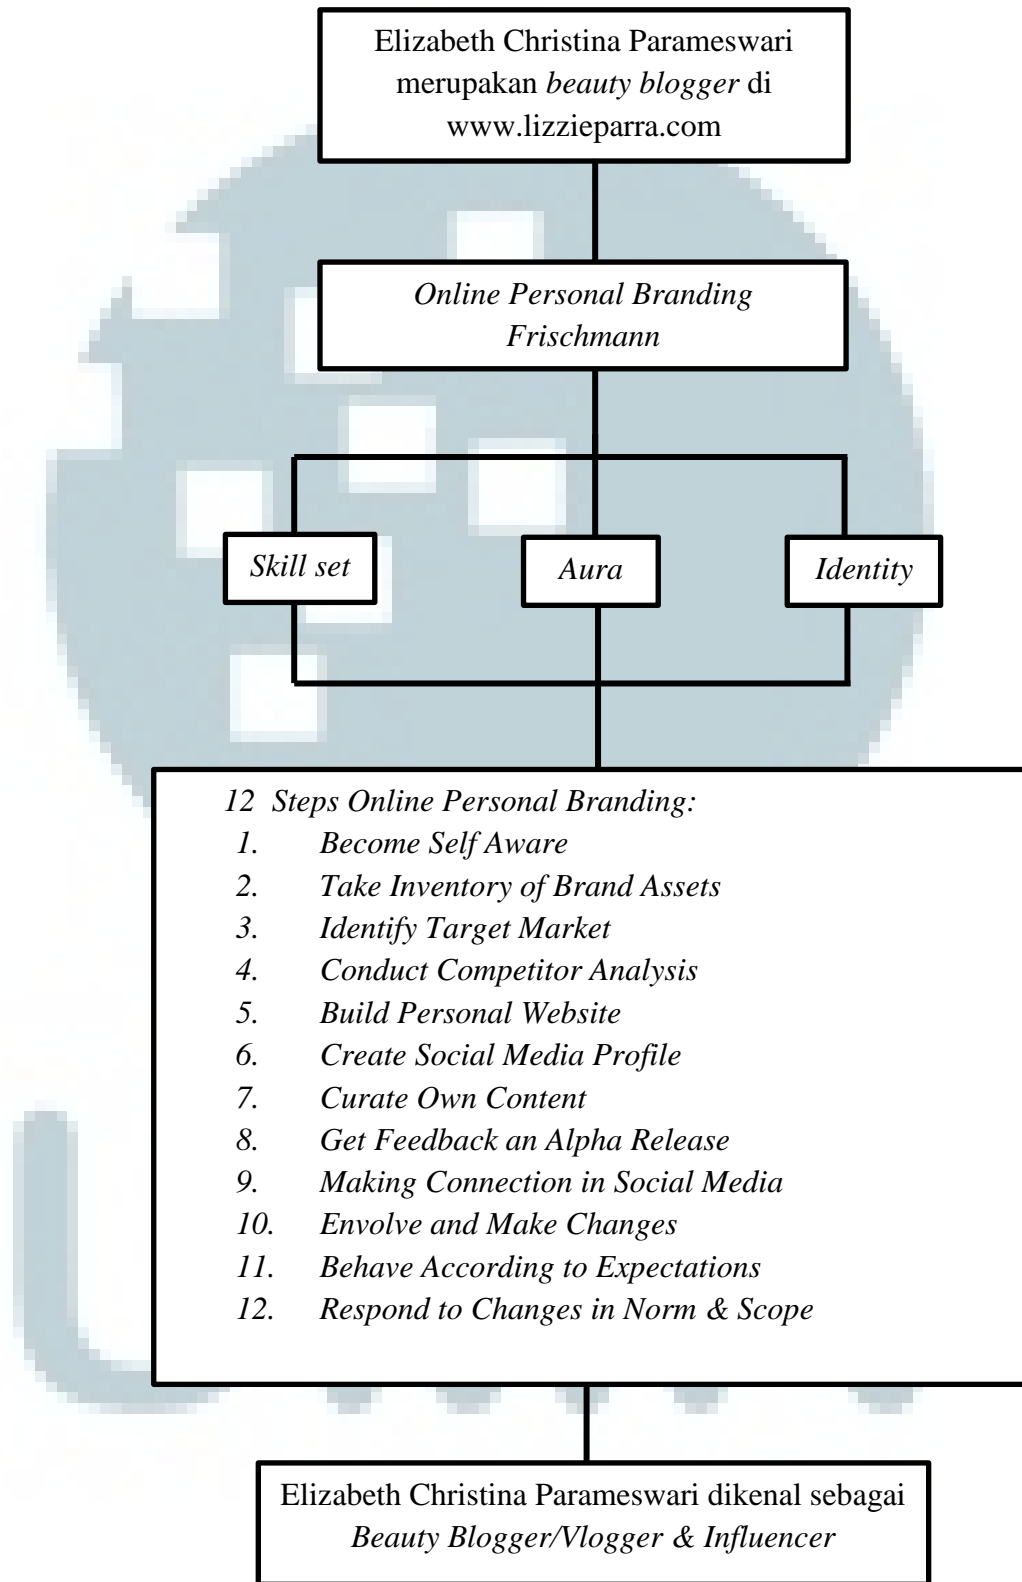 Elizabeth Christina Parameswari
merupakan beauty blogger di
www.lizzieparra.com
Online Personal Branding
Frischmann
Skill set
Aura
Identity
12 Steps Online Personal Branding:
1. Become Self Aware
2. Take Inventory of Brand Assets
3. Identify Target Market
4. Conduct Competitor Analysis
5. Build Personal Website
6. Create Social Media Profile
7. Curate Own Content
8. Get Feedback an Alpha Release
9. Making Connection in Social Media
10. Envolve and Make Changes
11. Behave According to Expectations
12. Respond to Changes in Norm & Scope
Elizabeth Christina Parameswari dikenal sebagai
Beauty Blogger/Vlogger & Influencer